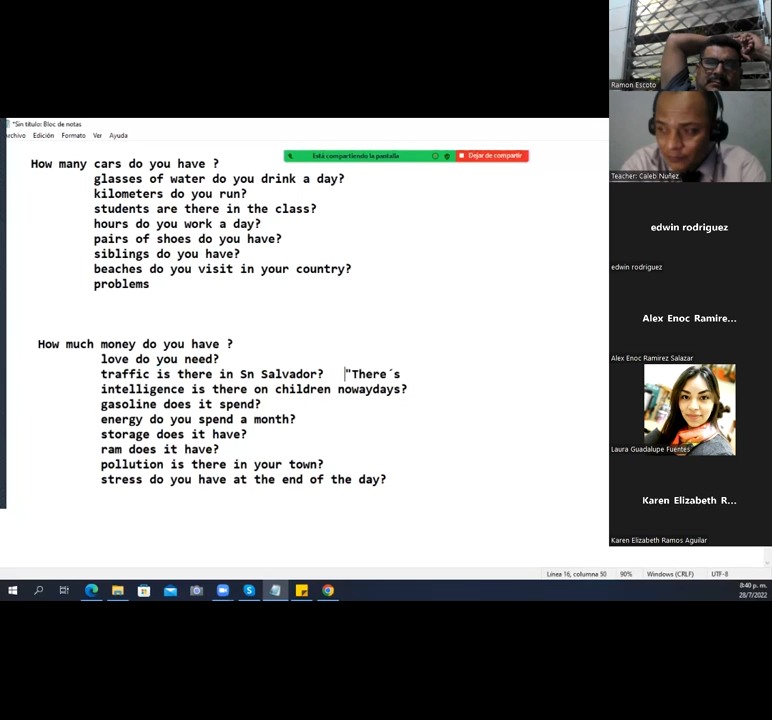 *Sin título: Bloc de notas
Archivo Edición Formato Ver Ayuda
Está compartiendo la pantalla
Dejar de compartir
How many cars do you have ?
glasses of water do you drink a day?
kilometers do you run?
students are there in the class?
hours do you work a day?
pairs of shoes do you have?
siblings do you have?
beaches do you visit in your country?
problems
How much money do you have ?
love do you need?
traffic is there in Sn Salvador? "There´s
intelligence is there on children nowaydays?
gasoline does it spend?
energy do you spend a month?
storage does it have?
ram does it have?
pollution is there in your town?
stress do you have at the end of the day?
Línea 16, columna 50 90% Windows (CRLF) UTF-8
8:40 p. m.
28/7/2022
Ramon Escoto
Teacher: Caleb Nuñez
edwin rodriguez
edwin rodriguez
Alex Enoc Ramire...
Alex Enoc Ramirez Salazar
Laura Guadalupe Fuentes
Karen Elizabeth R...
Karen Elizabeth Ramos Aguilar